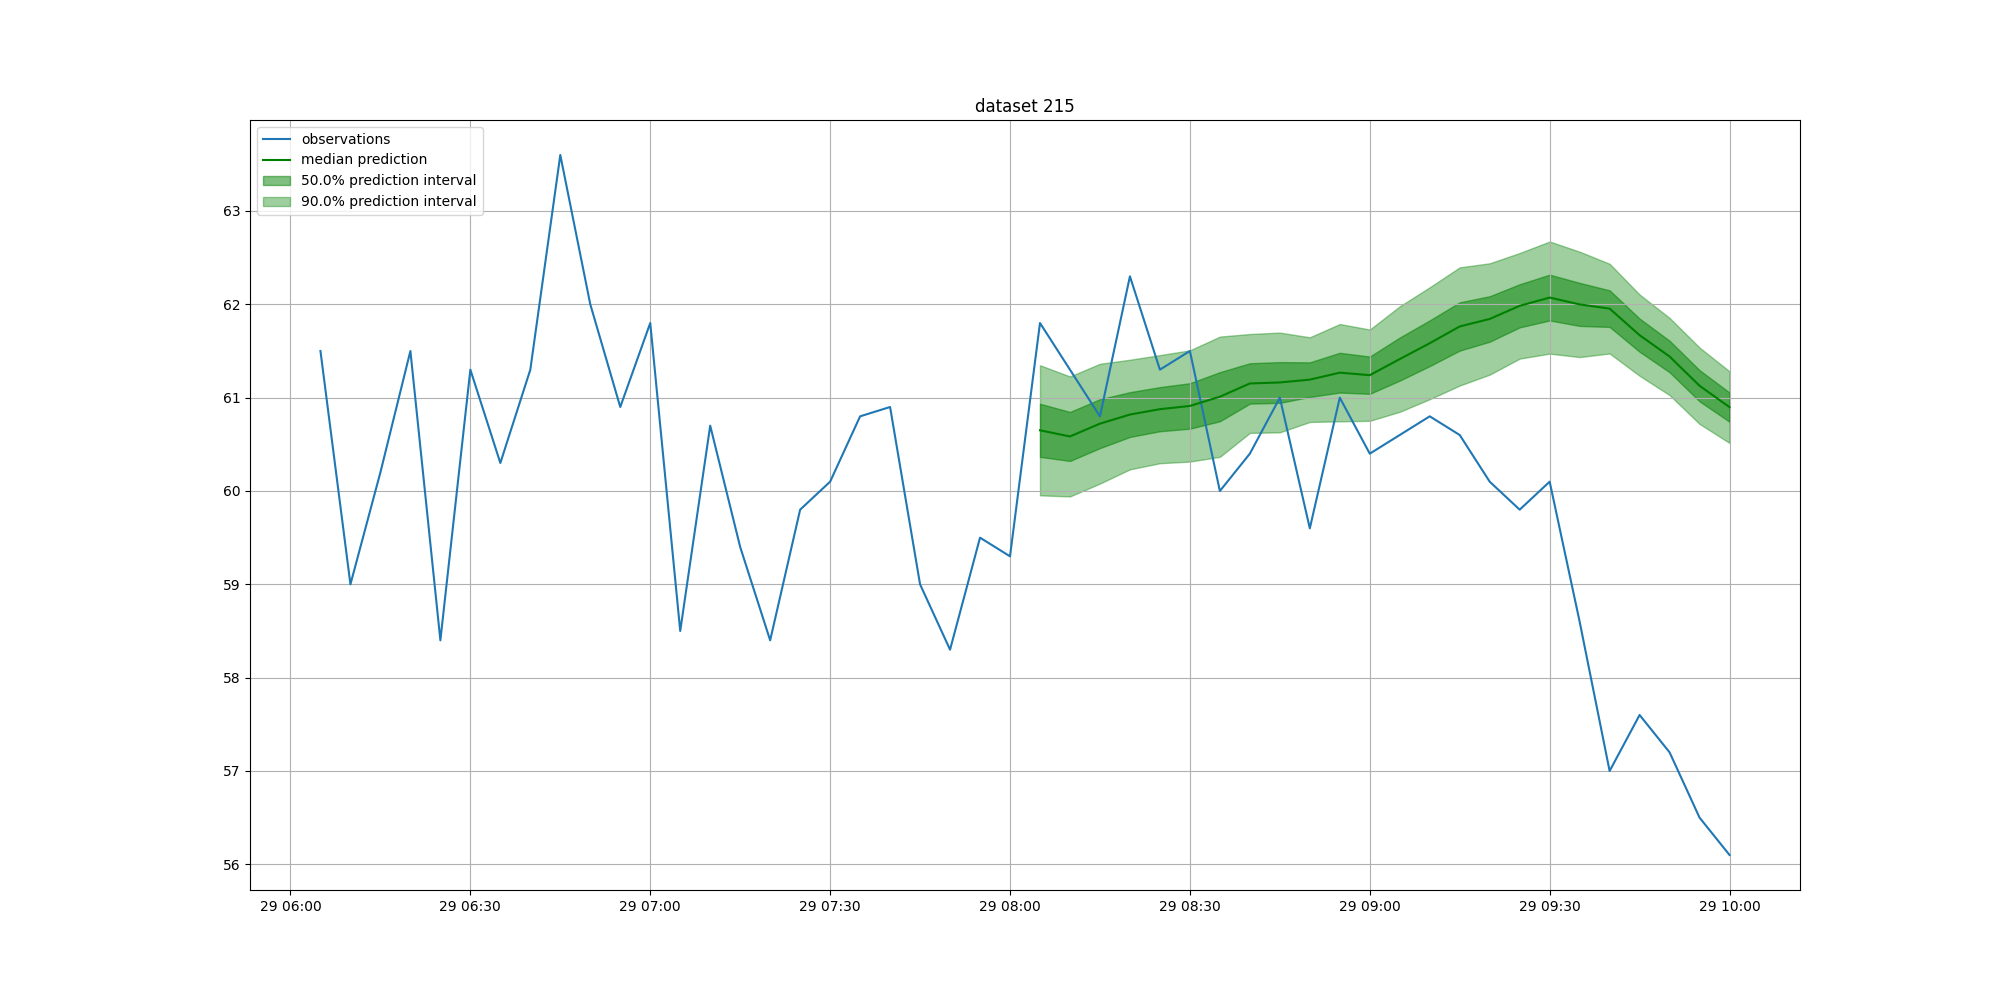 dataset 215
observations
median prediction
50.0% prediction interval
90.0% prediction interval
63
62
61
60
59
58
57
56
29 06:00 29 06:30 29 07:00 29 07:30 29 08:00 29 08:30 29 09:00 29 09:30 29 10:00